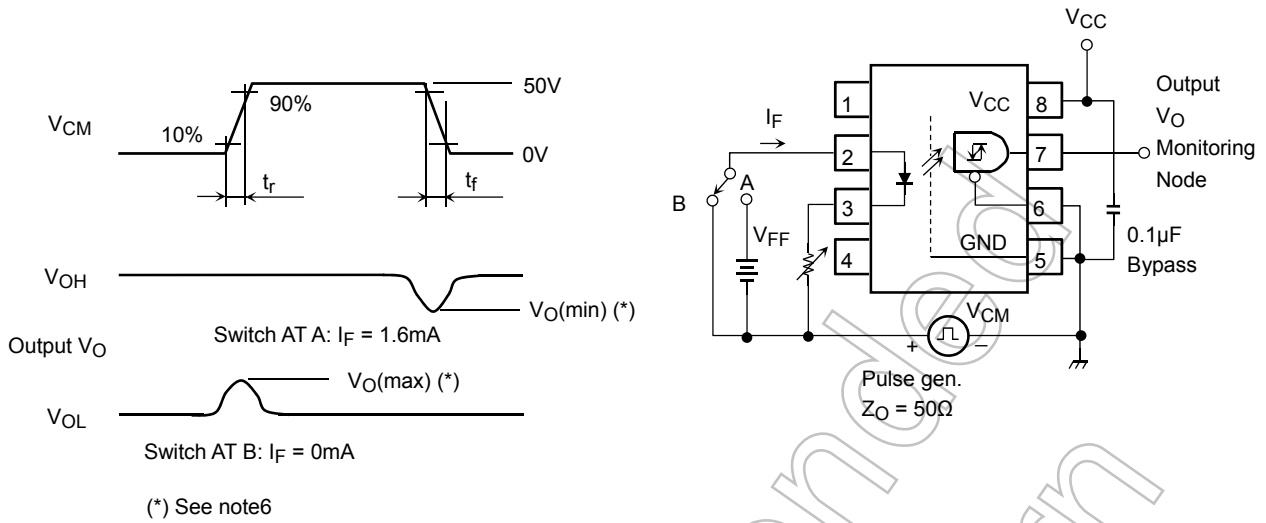 VCM
10%
90%
50V
0V
tr
tf
VOH
VO(min) (*)
Switch AT A: IF = 1.6mA
Output VO
VO(max) (*)
VOL
Switch AT B: IF = 0mA
(*) See note6
VCC
IF
B
A
VFF
1
2
3
4
VCC
GND
8
7
6
5
Output
VO
Monitoring
Node
0.1µF
Bypass
VCM
+
−
Pulse gen.
ZO = 50Ω